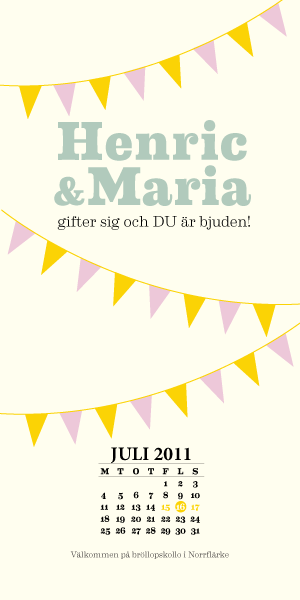 Henric
&Maria
gifter sig och DU är bjuden!
JULI 2011
M T O T F L S
1 2 3
4 5 6 7 8 9 10
11 12 13 14 15 16 17
18 19 20 21 22 23 24
25 26 27 28 29 30 31
Välkommen på bröllopskollo i Norrflärke